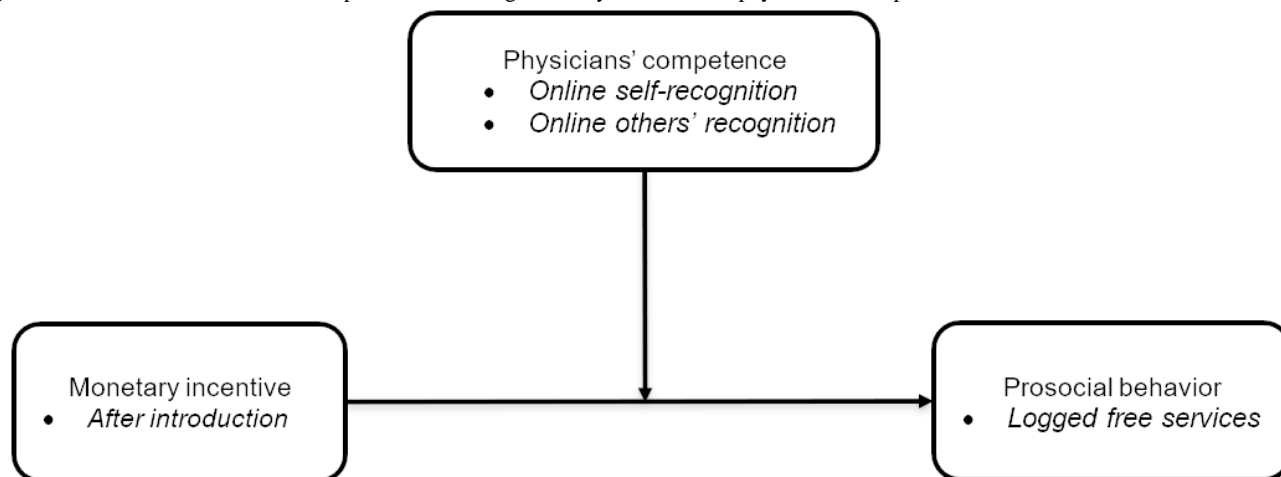 Physicians' competence
• Online self-recognition
• Online others' recognition
Monetary incentive
• After introduction
Prosocial behavior
• Logged free services